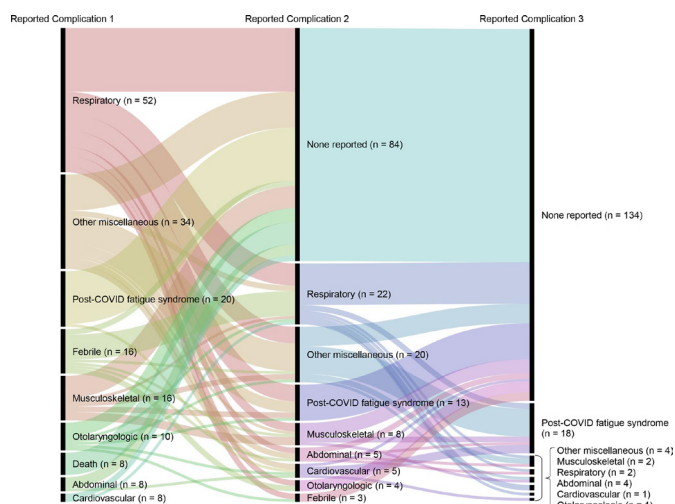 Reported Complication 1
Reported Complication 2
Reported Complication 3
Respiratory (n = 52)
Other miscellaneous (n = 34)
Post-COVID fatigue syndrome (n = 20)
Febrile (n = 16)
Musculoskeletal (n = 16)
Otolaryngologic (n = 10)
Death (n = 8)
Abdominal (n = 8)
Cardiovascular (n = 8)
None reported (n = 84)
Respiratory (n = 22)
Other miscellaneous (n = 20)
Post-COVID fatigue syndrome (n = 13)
Musculoskeletal (n = 8)
Abdominal (n = 5)
Cardiovascular (n = 5)
Otolaryngologic (n = 4)
Febrile (n = 3)
None reported (n = 134)
Post-COVID fatigue syndrome
(n = 18)
Other miscellaneous (n = 4)
Musculoskeletal (n = 2)
Respiratory (n = 2)
Abdominal (n = 4)
Cardiovascular (n = 1)